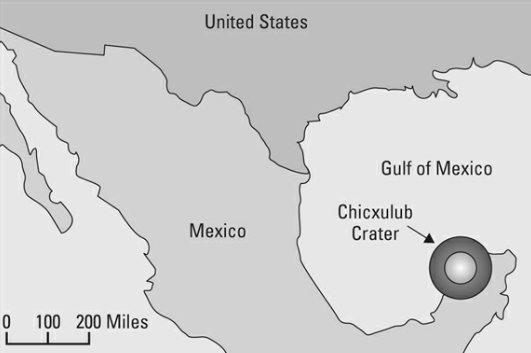 United States
Gulf of Mexico
Chicxulub
Crater
Mexico
0 100 200 Miles